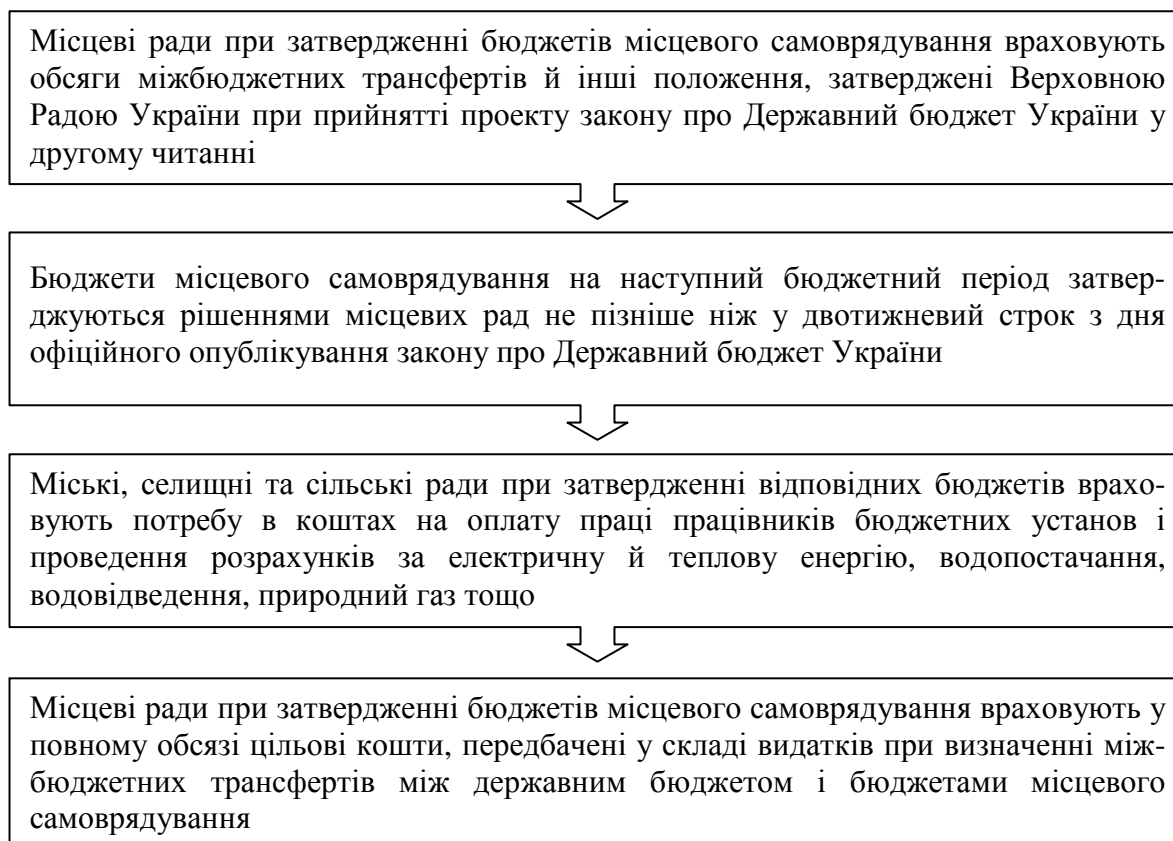 Місцеві ради при затвердженні бюджетів місцевого самоврядування враховують
обсяги міжбюджетних трансфертів й інші положення, затверджені Верховною
Радою України при прийнятті проекту закону про Державний бюджет України у
другому читанні
Бюджети місцевого самоврядування на наступний бюджетний період затвер-
джуються рішеннями місцевих рад не пізніше ніж у двотижневий строк з дня
офіційного опублікування закону про Державний бюджет України
Міські, селищні та сільські ради при затвердженні відповідних бюджетів врахо-
вують потребу в коштах на оплату праці працівників бюджетних установ і
проведення розрахунків за електричну й теплову енергію, водопостачання,
водовідведення, природний газ тощо
Місцеві ради при затвердженні бюджетів місцевого самоврядування враховують у
повному обсязі цільові кошти, передбачені у складі видатків при визначенні між-
бюджетних трансфертів між державним бюджетом і бюджетами місцевого
самоврядування